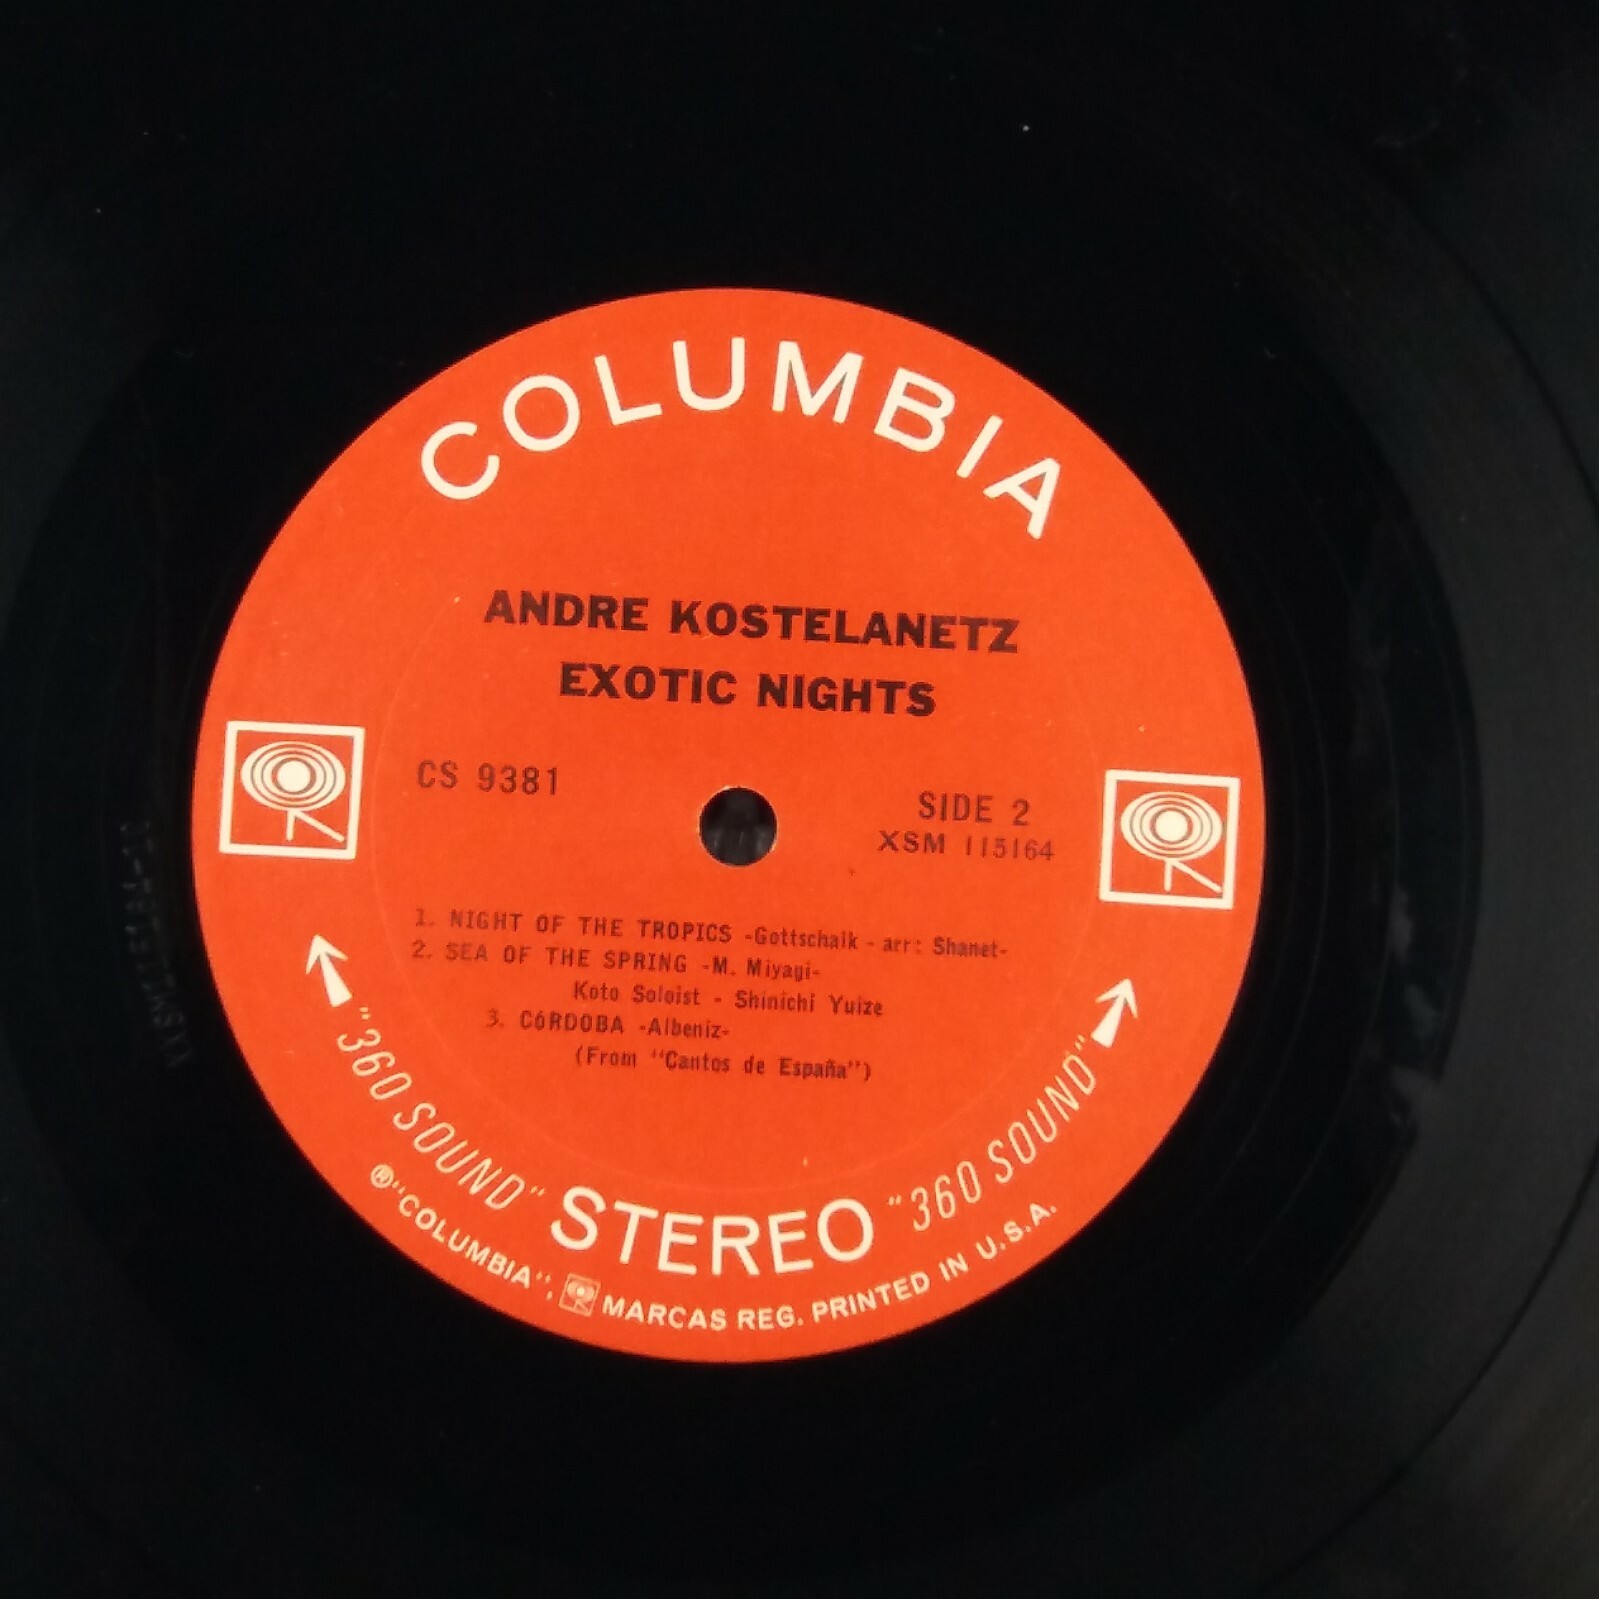 COLUMBIA
ANDRE KOSTELANETZ
EXOTIC NIGHTS
CS 9381
SIDE 2
XSM 115164
1. NIGHT OF THE TROPICS -Gottschalk - arr: Shanet-
2. SEA OF THE SPRING -M. Miyagi-
Koto Soloist - Shinichi Yuize
3. CóRDOBA -Albeniz-
(From "Cantos de España")
"360 SOUND" STEREO "360 SOUND"
® "COLUMBIA", MARCAS REG. PRINTED IN U.S.A.